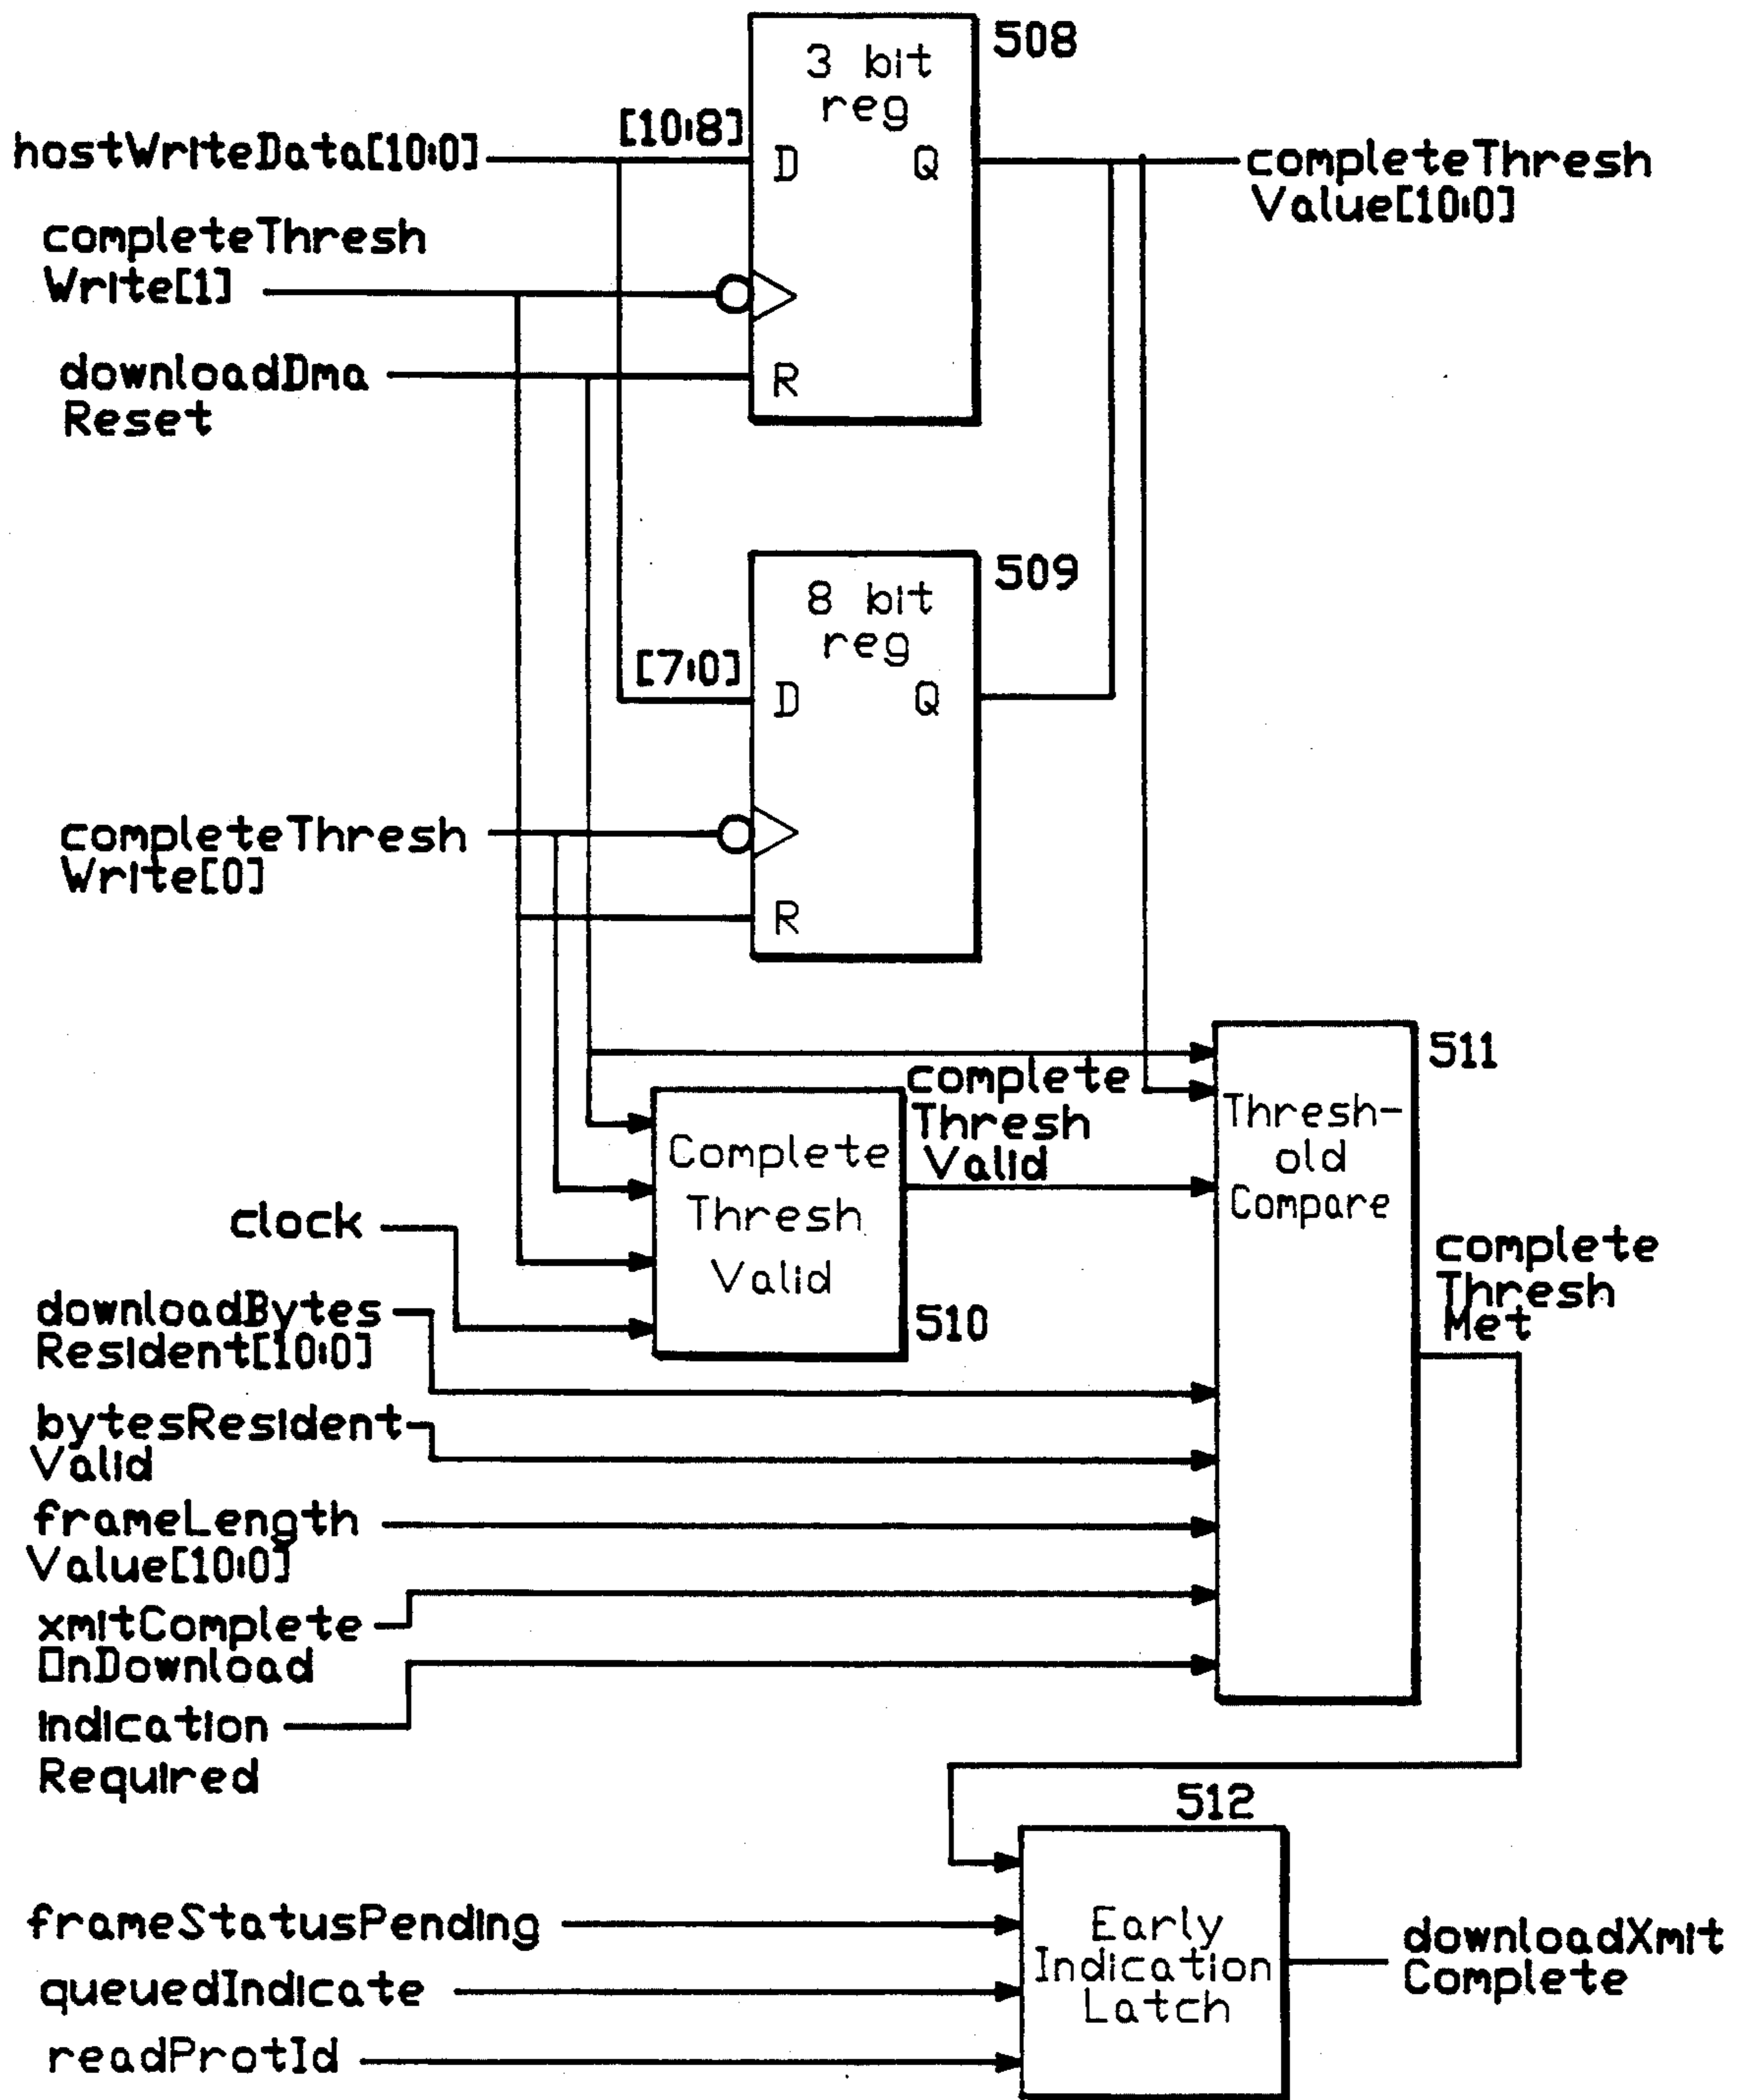 508
3 bit
reg
[10:8]
hostWriteData[10:0]
D
Q
completeThresh
Value[10:0]
completeThresh
Write[1]
downloadDma
Reset
R
509
8 bit
reg
[7:0]
D
Q
completeThresh
Write[0]
R
511
complete
Thresh
Valid
Thresh-
old
Compare
Complete
Thresh
Valid
510
clock
complete
Thresh
Met
downloadBytes
Resident[10:0]
bytesResident
Valid
frameLength
Value[10:0]
xmitComplete
OnDownload
indication
Required
512
frameStatusPending
Early
Indication
Latch
downloadXmit
Complete
queuedIndicate
readProtId